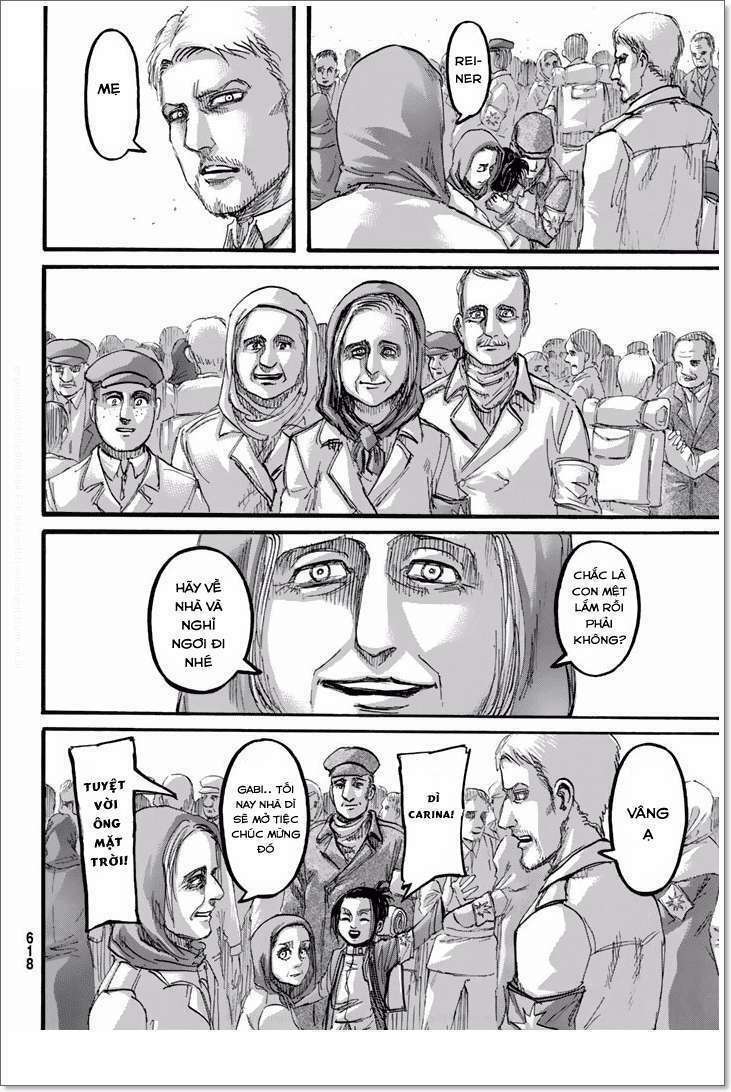 REI-
NER
MẸ
CHẮC LÀ
CON MỆT
LẮM RỒI
PHẢI
KHÔNG?
HÃY VỀ
NHÀ VÀ
NGHỈ
NGƠI ĐI
NHÉ
VÂNG
Ạ
DÌ
CARINA!
GABI.. TỐI
NAY NHÀ DÌ
SẼ MỞ TIỆC
CHÚC MỪNG
ĐÓ
TUYỆT
VỜI
ÔNG
MẶT
TRỜI!
618